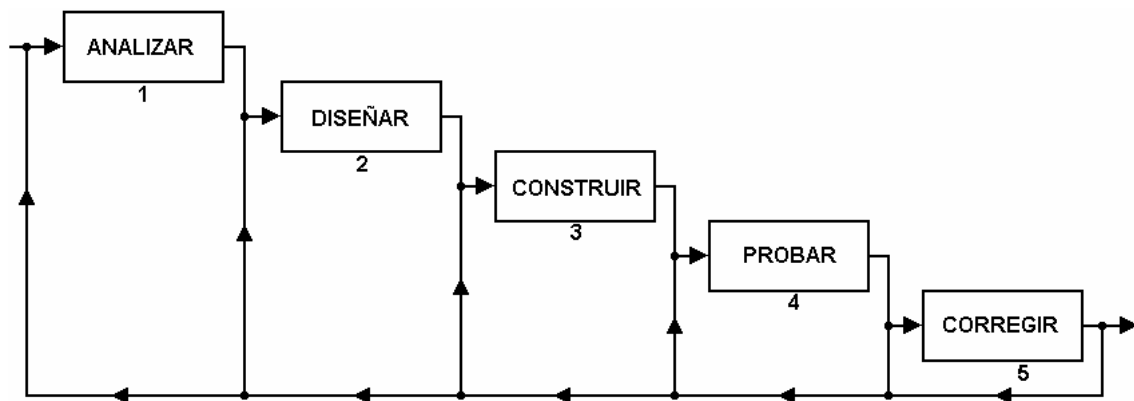 ANALIZAR
1
DISEÑAR
2
CONSTRUIR
3
PROBAR
4
CORREGIR
5